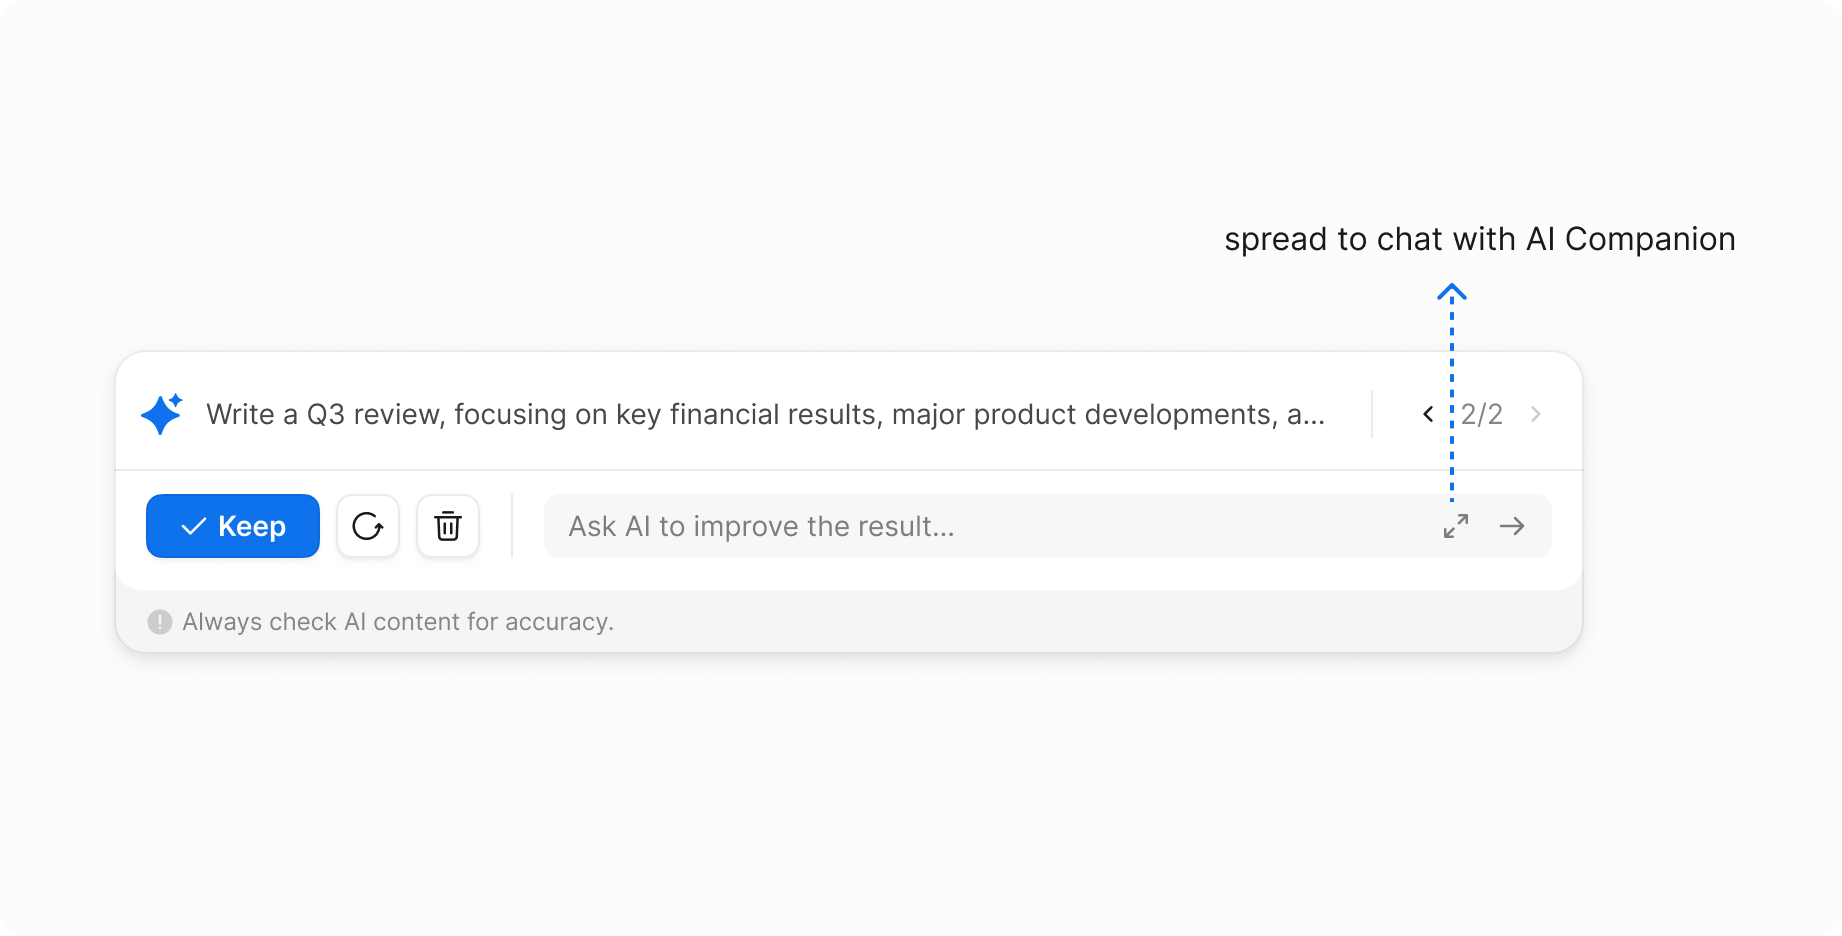 spread to chat with AI Companion
Write a Q3 review, focusing on key financial results, major product developments, a...
2/2
Keep
Ask AI to improve the result...
Always check AI content for accuracy.